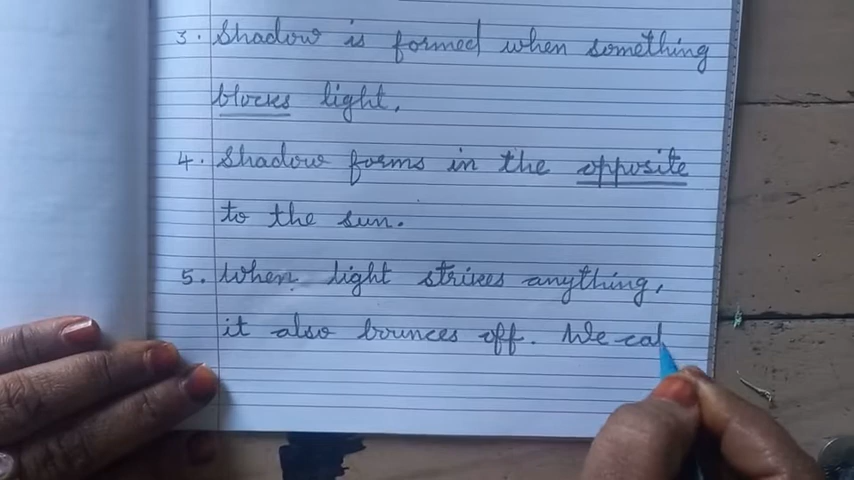 3. Shadow is formed when something
blocks light.
4. Shadow forms in the opposite
to the sun.
5. When light strikes anything,
it also bounces off. We cal